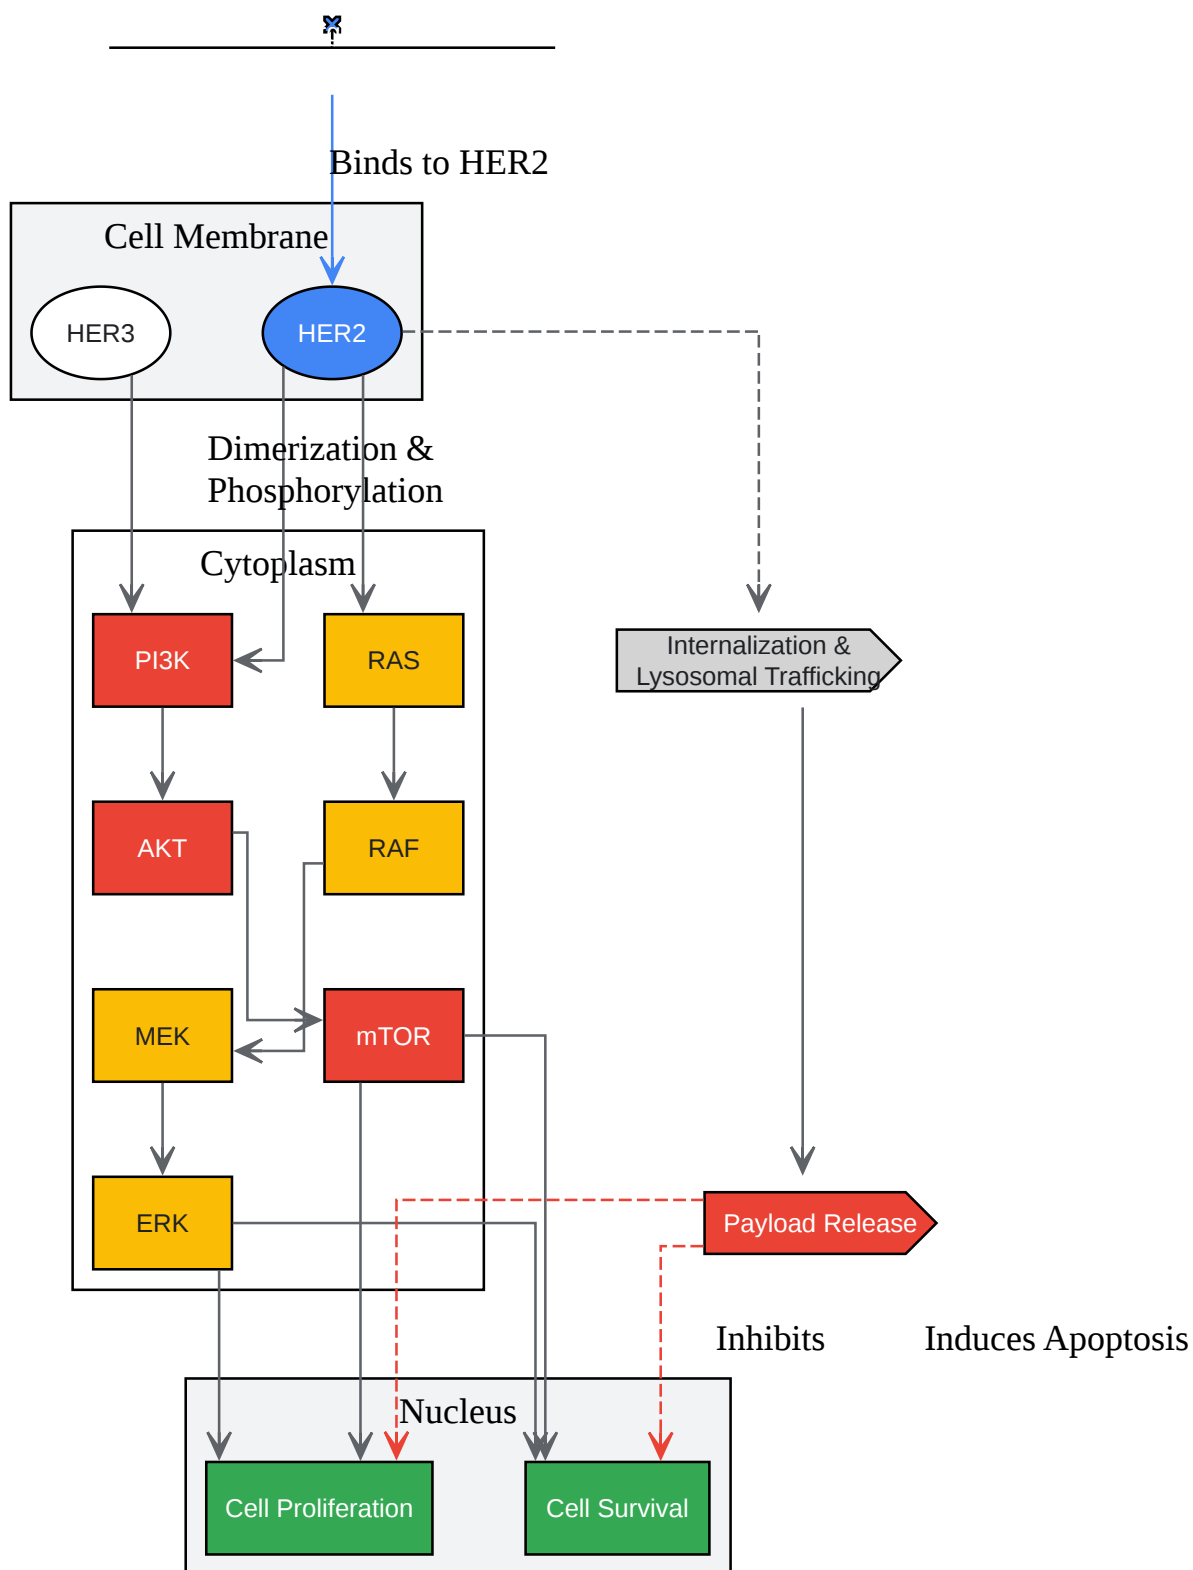 Binds to HER2
Cell Membrane
HER3
HER2
Dimerization &
Phosphorylation
Cytoplasm
PI3K
RAS
Internalization &
Lysosomal Trafficking
AKT
RAF
MEK
mTOR
ERK
Payload Release
Inhibits
Induces Apoptosis
Nucleus
Cell Proliferation
Cell Survival